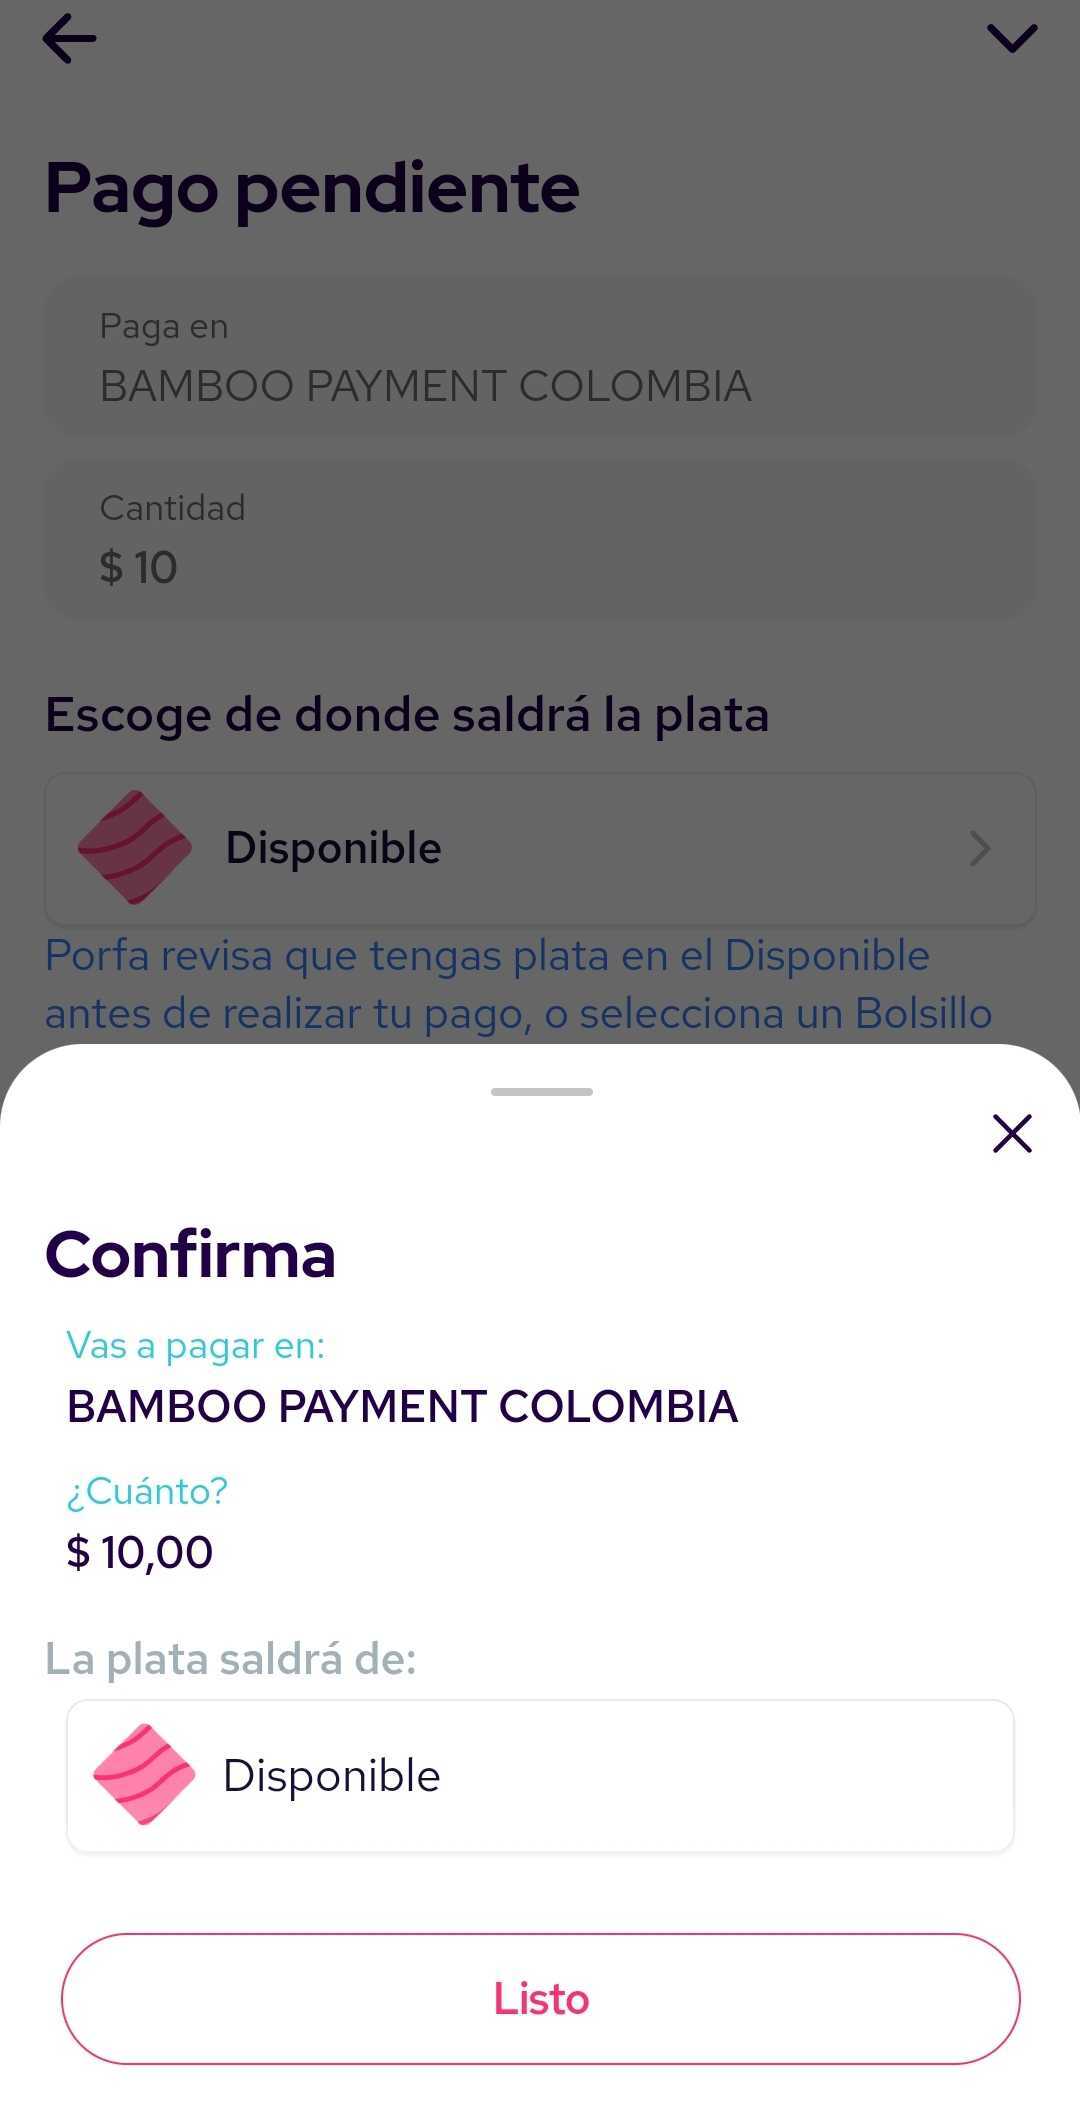 Pago pendiente
Paga en
BAMBOO PAYMENT COLOMBIA
Cantidad
$ 10
Escoge de donde saldrá la plata
Disponible
Porfa revisa que tengas plata en el Disponible
antes de realizar tu pago, o selecciona un Bolsillo
Confirma
Vas a pagar en:
BAMBOO PAYMENT COLOMBIA
¿Cuánto?
$ 10,00
La plata saldrá de:
Disponible
Listo